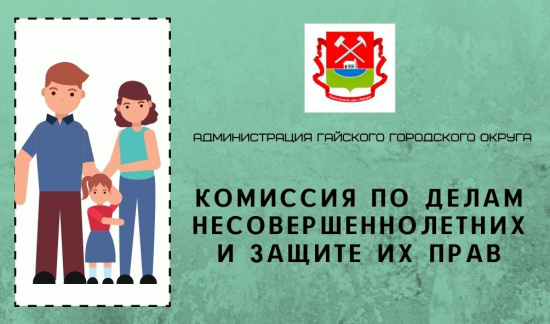 АДМИНИСТРАЦИЯ ГАЙСКОГО ГОРОДСКОГО ОКРУГА
КОМИССИЯ ПО ДЕЛАМ
НЕСОВЕРШЕННОЛЕТНИХ
И ЗАЩИТЕ ИХ ПРАВ